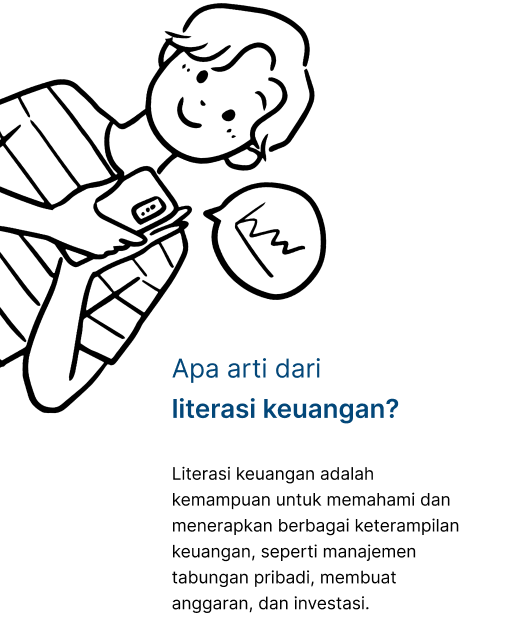 Apa arti dari
literasi keuangan?
Literasi keuangan adalah
kemampuan untuk memahami dan
menerapkan berbagai keterampilan
keuangan, seperti manajemen
tabungan pribadi, membuat
anggaran, dan investasi.